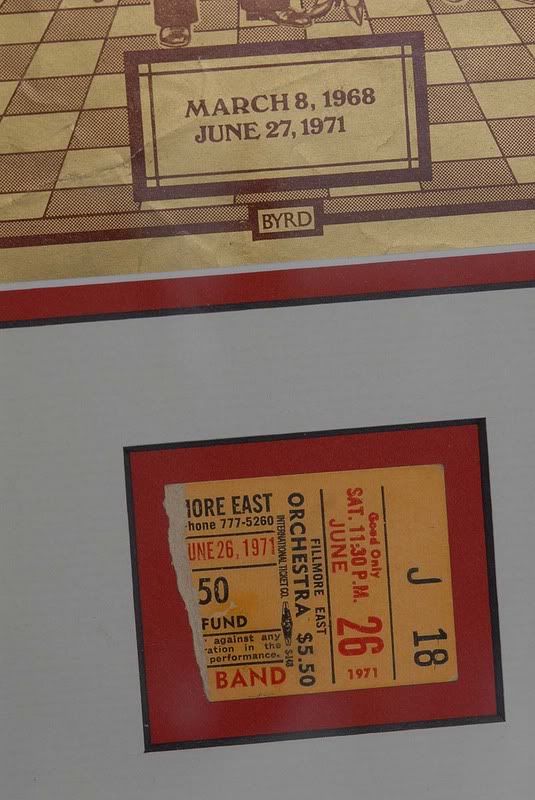 MARCH 8, 1968
JUNE 27, 1971
BYRD
MORE EAST
hone 777-5260
UNE 26, 1971
50
FUND
against any
ration in the
performance.
BAND
INTERNATIONAL TICKET CO.
ORCHESTRA $5.50
FILLMORE EAST
SAT. 11:30 P.M.
JUNE 26
Good Only
1971
J 18